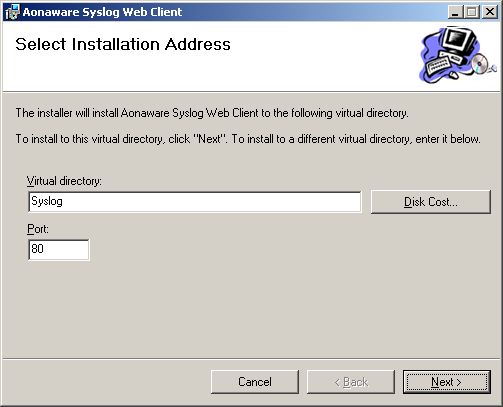 Aonaware Syslog Web Client
Select Installation Address
The installer will install Aonaware Syslog Web Client to the following virtual directory.
To install to this virtual directory, click "Next". To install to a different virtual directory, enter it below.
Virtual directory:
Syslog
Disk Cost...
Port:
80
Cancel
< Back
Next >